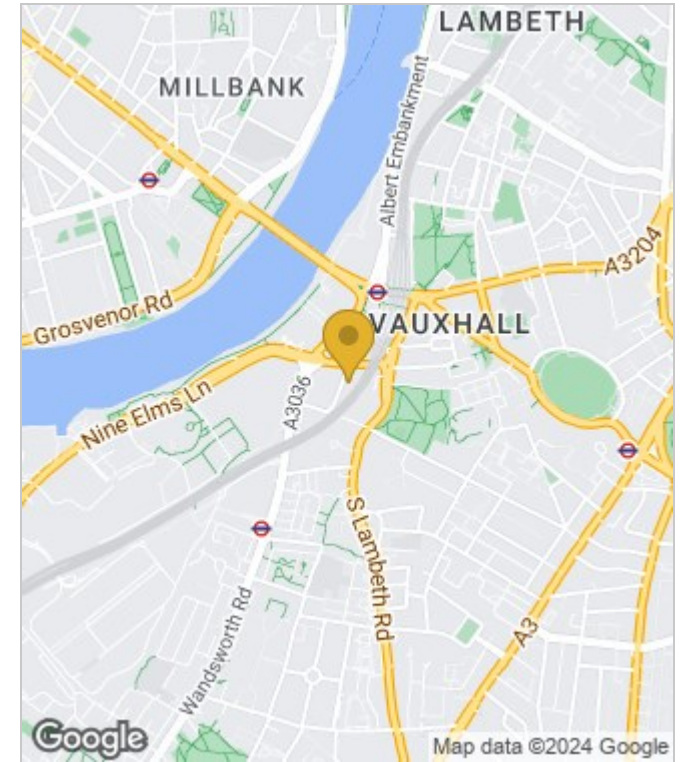 LAMBETH
MILLBANK
Albert Embankment
A3204
Grosvenor Rd
VAUXHALL
Nine Elms Ln
A3036
S Lambeth Rd
Wandsworth Rd
A3
Google
Map data ©2024 Google